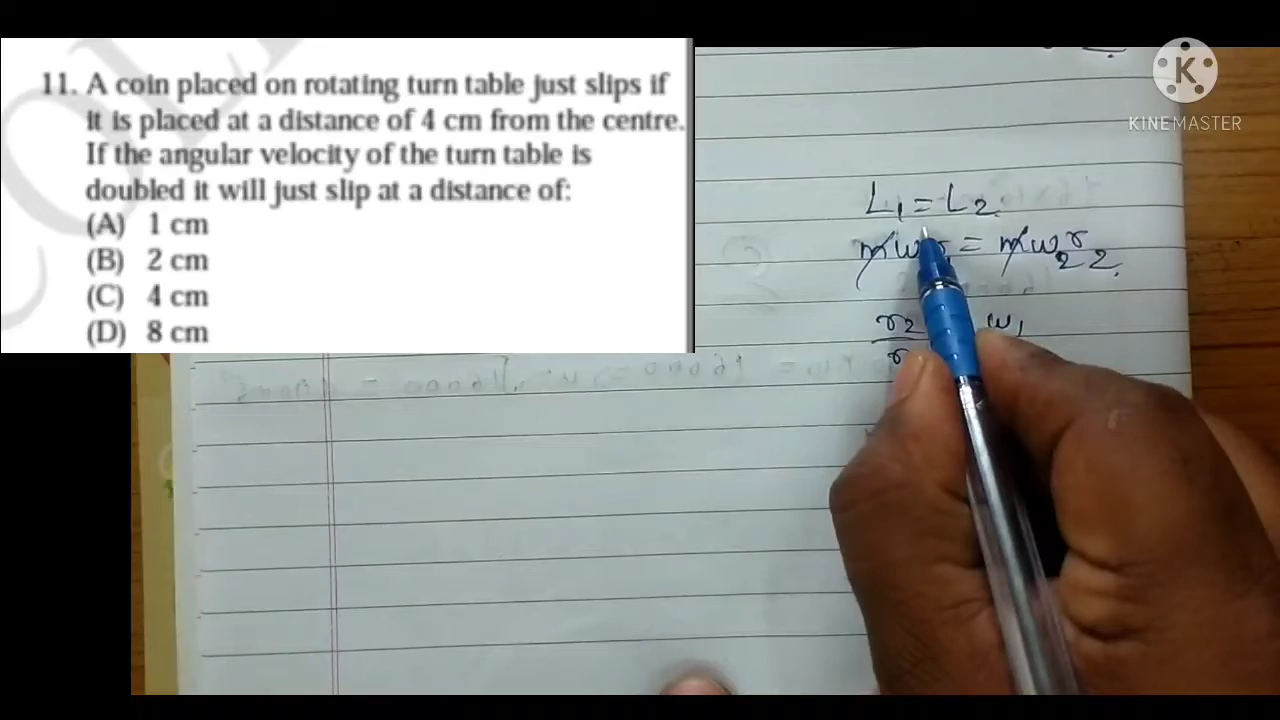 11. A coin placed on rotating turn table just slips if
it is placed at a distance of 4 cm from the centre.
If the angular velocity of the turn table is
doubled it will just slip at a distance of:
(A) 1 cm
(B) 2 cm
(C) 4 cm
(D) 8 cm
KINEMASTER
L1 = L2
mω = mω2r2
r2 ω1
r